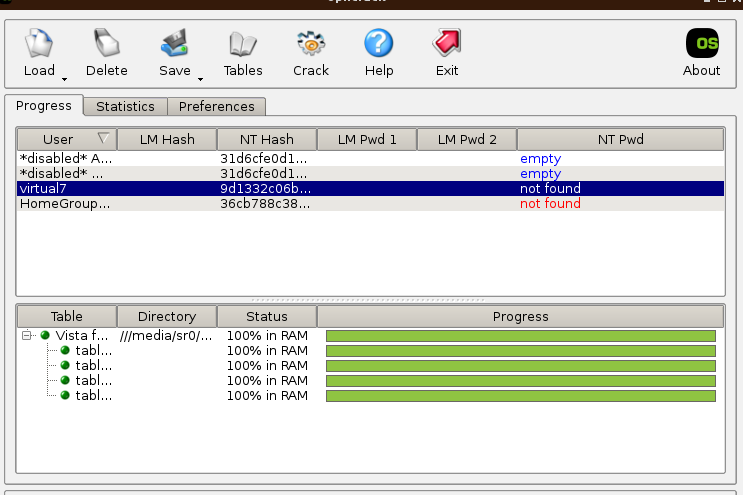 Load Delete Save Tables Crack Help Exit OS About
Progress Statistics Preferences
User LM Hash NT Hash LM Pwd 1 LM Pwd 2 NT Pwd
*disabled* A... 31d6cfe0d1... empty
*disabled* ... 31d6cfe0d1... empty
virtual7 9d1332c06b... not found
HomeGroup... 36cb788c38... not found
Table Directory Status Progress
Vista f... ///media/sr0/... 100% in RAM
tabl... 100% in RAM
tabl... 100% in RAM
tabl... 100% in RAM
tabl... 100% in RAM